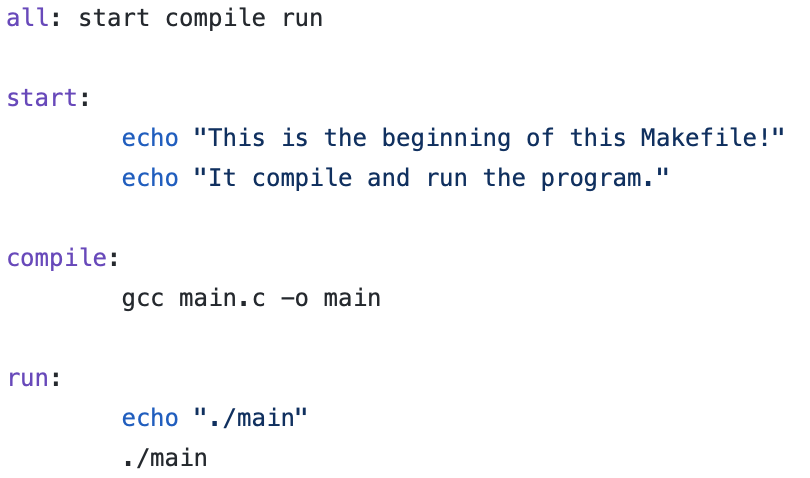 all: start compile run
start:
echo "This is the beginning of this Makefile!"
echo "It compile and run the program."
compile:
gcc main.c -o main
run:
echo "./main"
./main